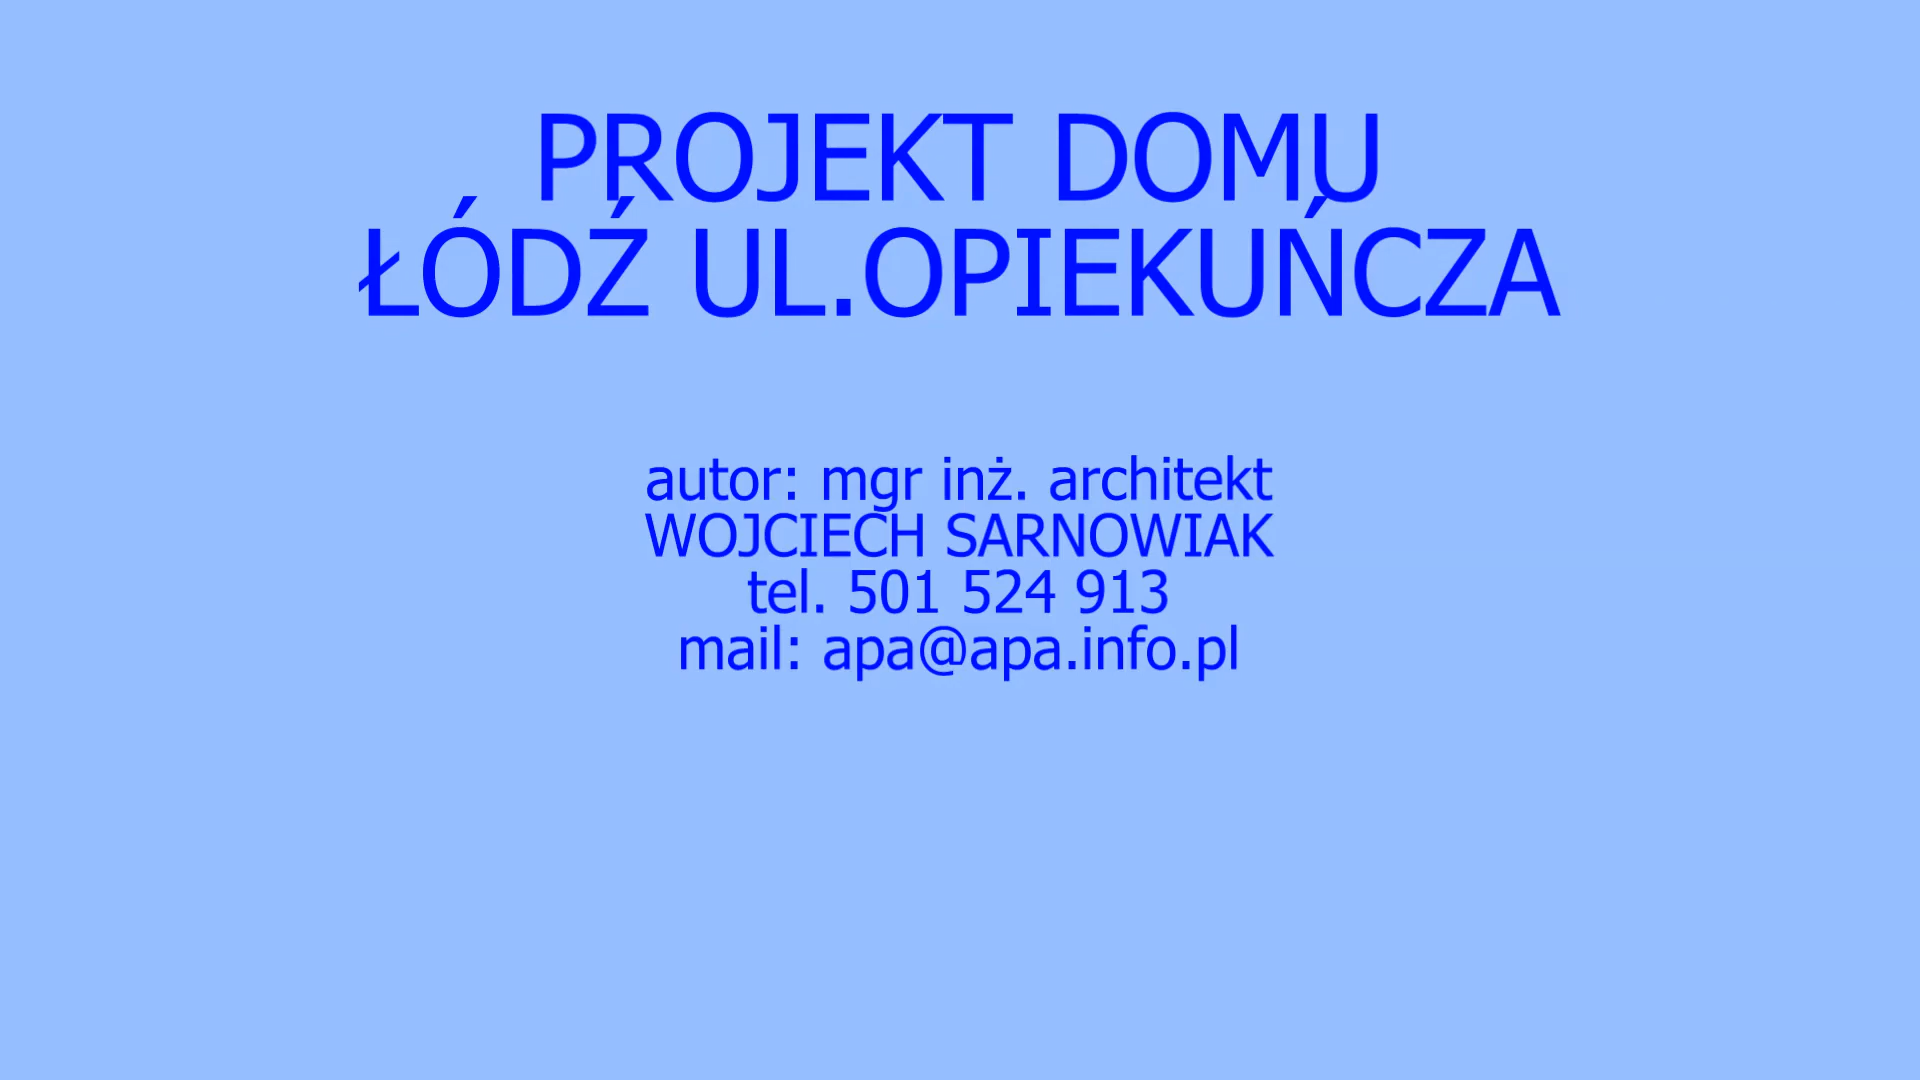 PROJEKT DOMU
ŁÓDŹ UL.OPIEKUŃCZA
autor: mgr inż. architekt
WOJCIECH SARNOWIAK
tel. 501 524 913
mail: apa@apa.info.pl